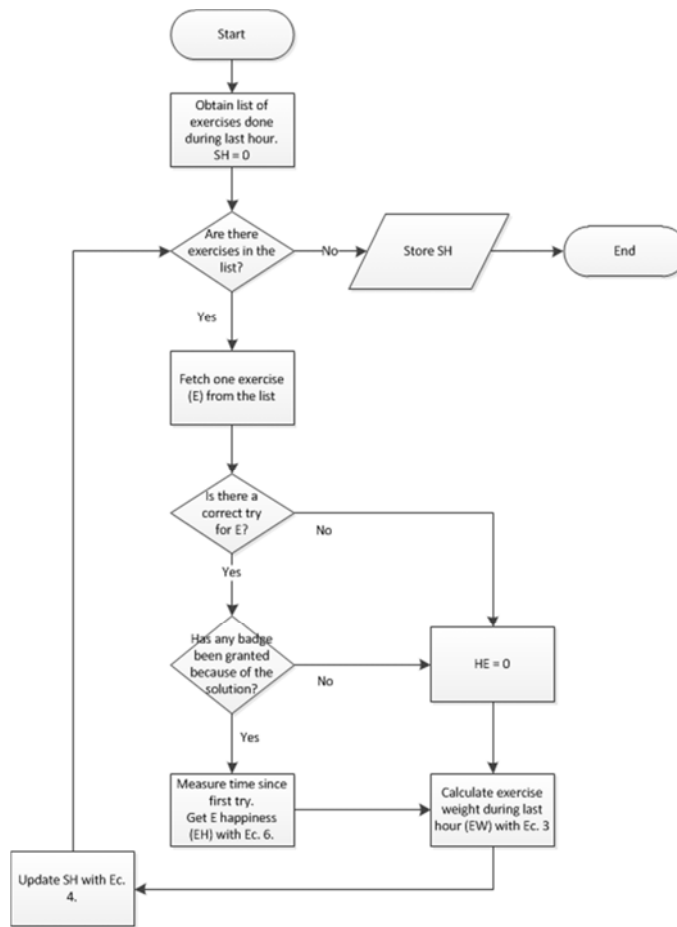 Start
Obtain list of
exercises done
during last hour.
SH = 0
Are there
exercises in the
list?
No
Store SH
End
Yes
Fetch one exercise
(E) from the list
Is there a
correct try
for E?
No
Yes
Has any badge
been granted
because of the
solution?
No
HE = 0
Yes
Measure time since
first try.
Get E happiness
(EH) with Ec. 6.
Calculate exercise
weight during last
hour (EW) with Ec. 3
Update SH with Ec.
4.